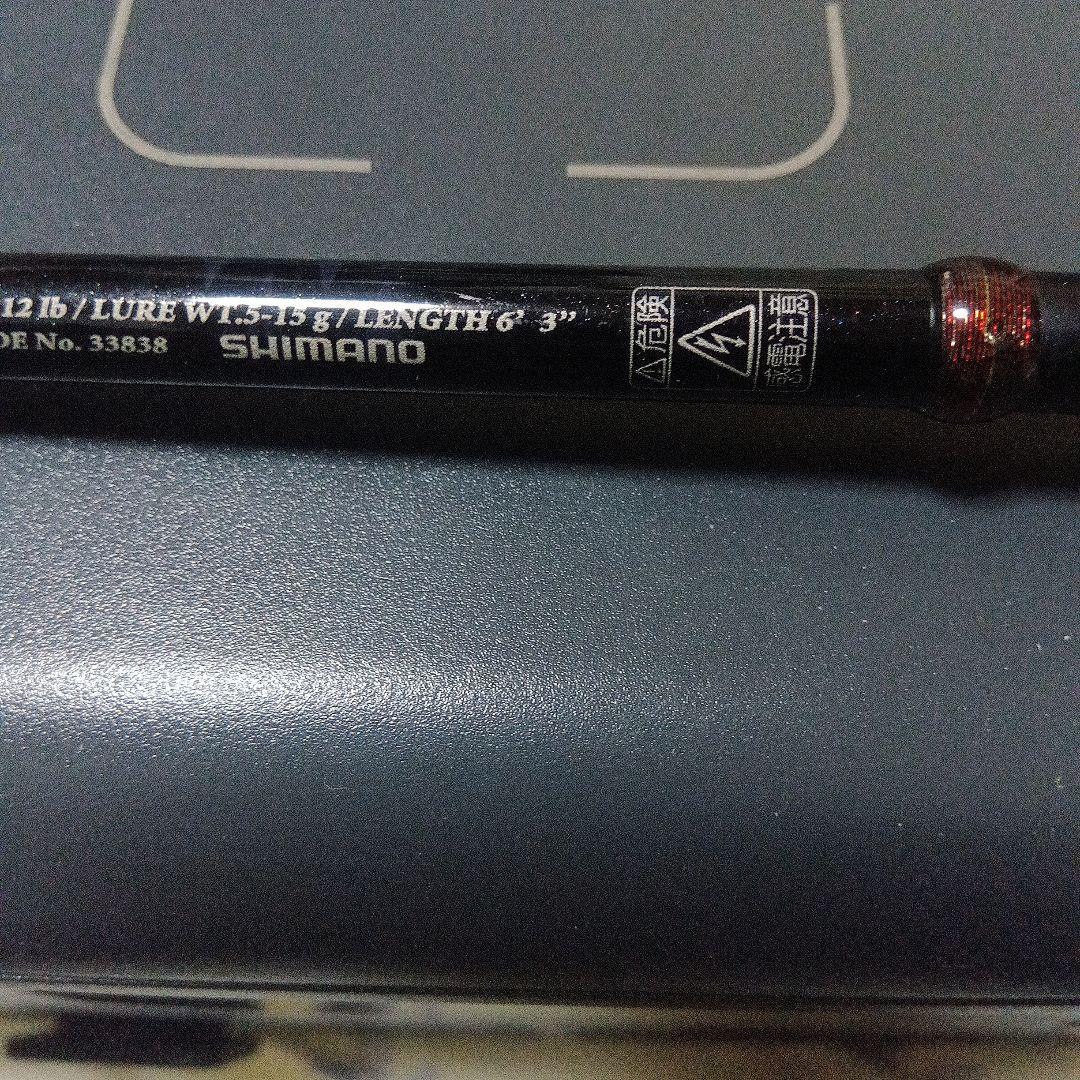 12 lb / LURE WT.5-15 g / LENGTH 6’ 3”
DE No. 33838 SHIMANO
危険
感電注意